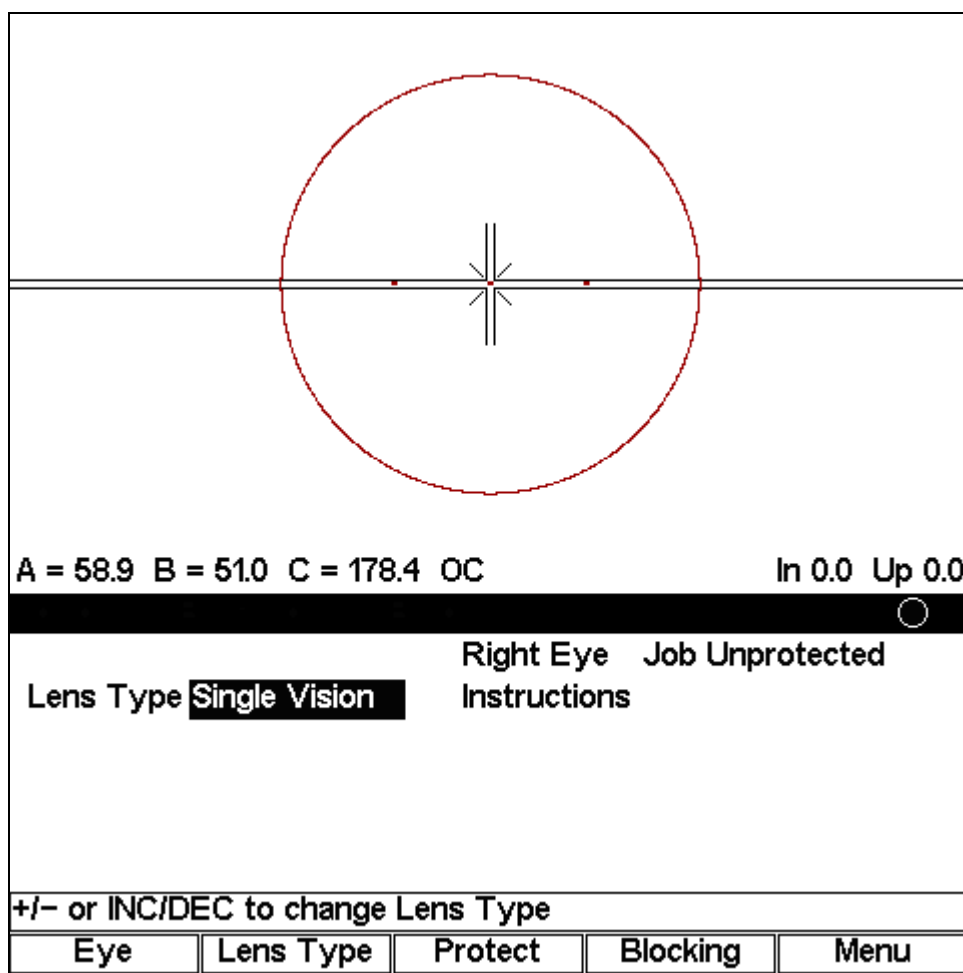 A = 58.9 B = 51.0 C = 178.4 OC In 0.0 Up 0.0
Right Eye Job Unprotected
Lens Type Single Vision Instructions
+/− or INC/DEC to change Lens Type
Eye Lens Type Protect Blocking Menu